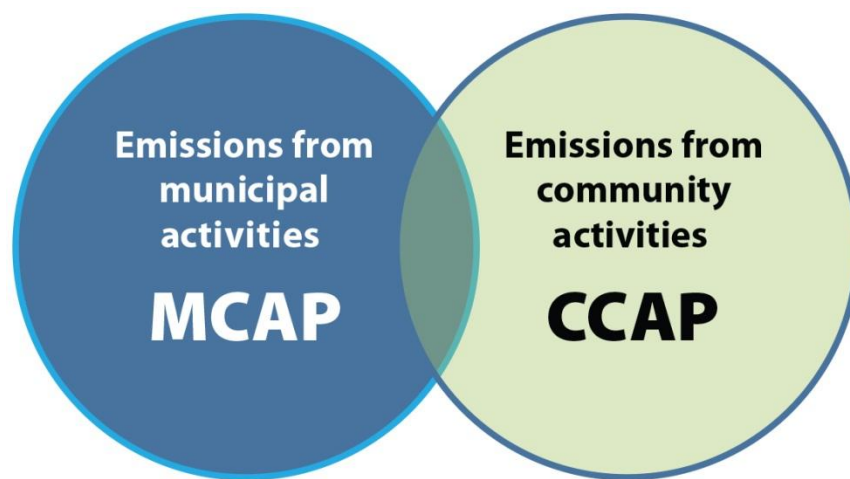 Emissions from
municipal
activities
MCAP
Emissions from
community
activities
CCAP